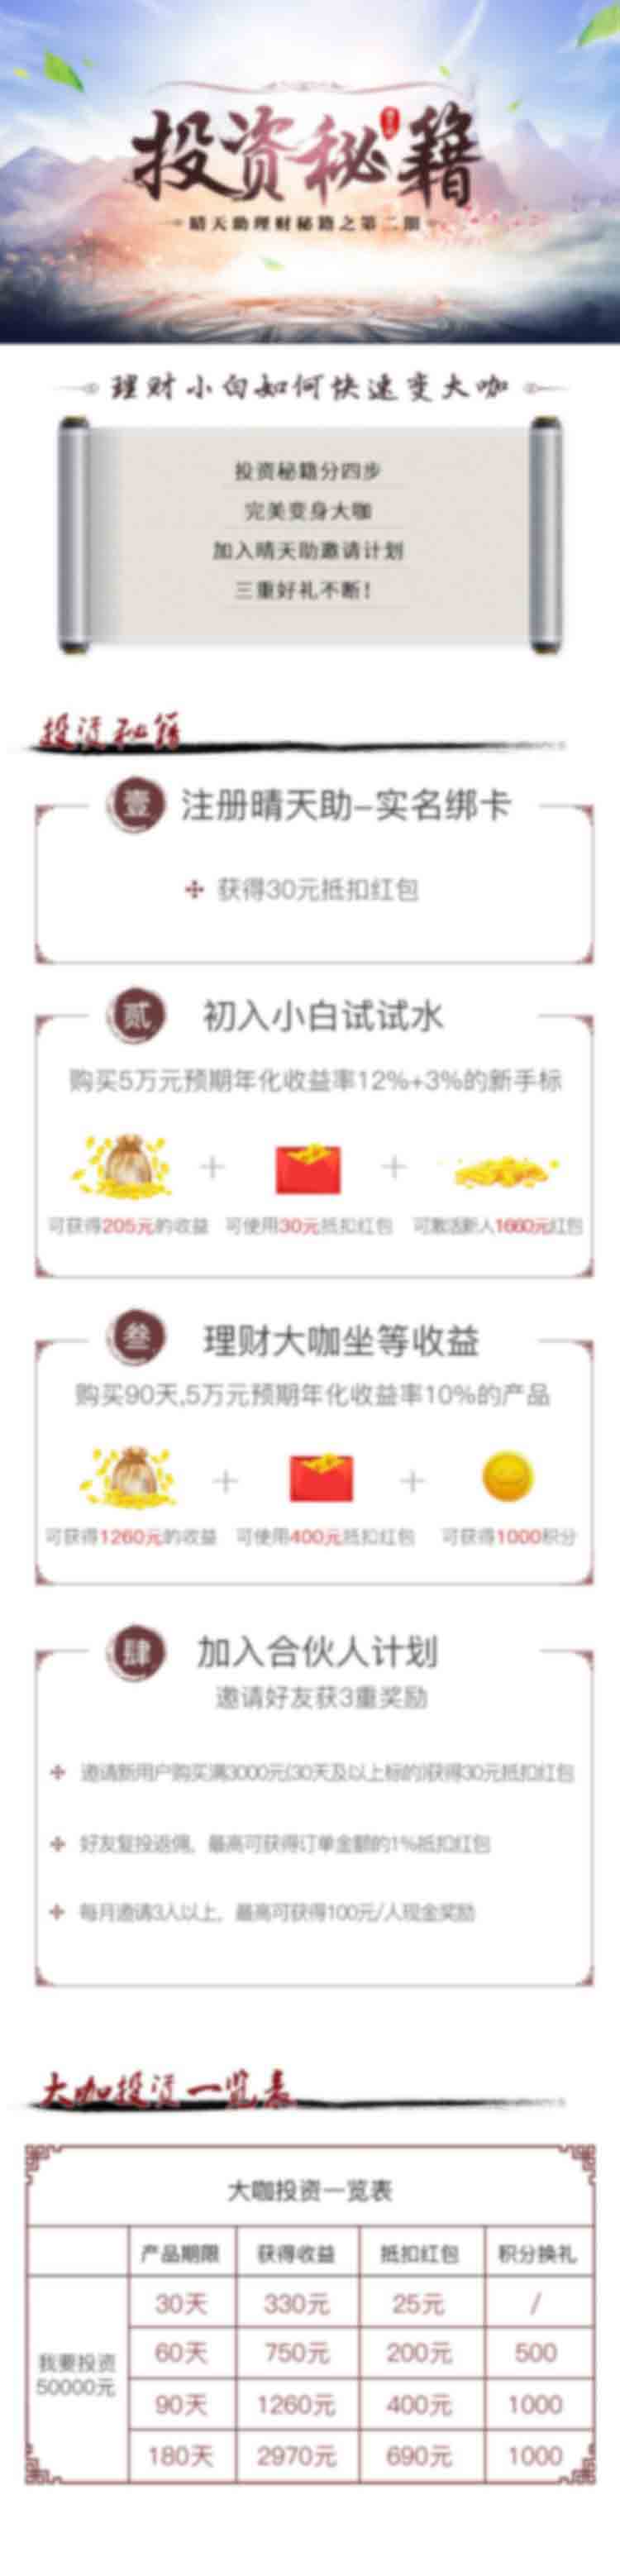 投资秘籍
晴天助理财秘籍之第二期
理财小白如何快速变大咖
投资秘籍分四步
完美变身大咖
加入晴天助邀请计划
三重好礼不断!
投资秘籍
壹 注册晴天助-实名绑卡
获得30元抵扣红包
贰 初入小白试试水
购买5万元预期年化收益率12%+3%的新手标
可获得205元的收益 可使用30元抵扣红包 可激活新人1660元红包
叁 理财大咖坐等收益
购买90天,5万元预期年化收益率10%的产品
可获得1260元的收益 可使用400元抵扣红包 可获得1000积分
肆 加入合伙人计划
邀请好友获3重奖励
邀请新用户购买满3000元(30天及以上标的)获得30元抵扣红包
好友复投返佣，最高可获得订单金额的1%抵扣红包
每月邀请3人以上，最高可获得100元/人现金奖励
大咖投资一览表
大咖投资一览表
产品期限 获得收益 抵扣红包 积分换礼
我要投资
50000元
30天 330元 25元 /
60天 750元 200元 500
90天 1260元 400元 1000
180天 2970元 690元 1000